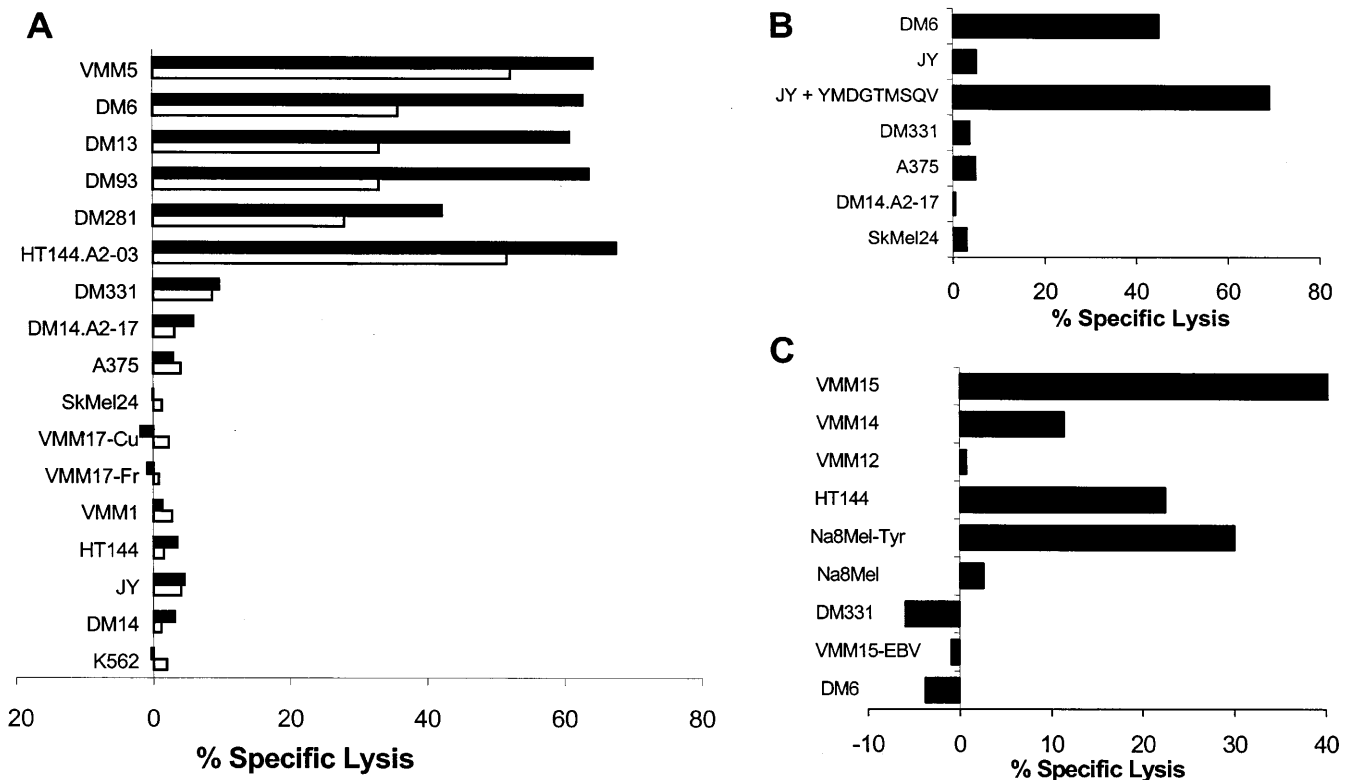 A
VMM5
DM6
DM13
DM93
DM281
HT144.A2-03
DM331
DM14.A2-17
A375
SkMel24
VMM17-Cu
VMM17-Fr
VMM1
HT144
JY
DM14
K562
20 0 20 40 60 80
% Specific Lysis
B
DM6
JY
JY + YMDGTMSQV
DM331
A375
DM14.A2-17
SkMel24
0 20 40 60 80
% Specific Lysis
C
VMM15
VMM14
VMM12
HT144
Na8Mel-Tyr
Na8Mel
DM331
VMM15-EBV
DM6
-10 0 10 20 30 40
% Specific Lysis